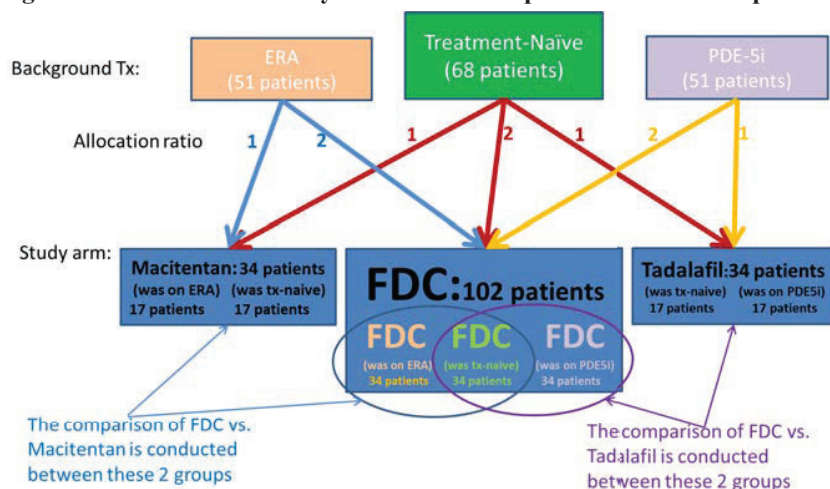 Background Tx:
ERA
(51 patients)
Treatment-Naïve
(68 patients)
PDE-5i
(51 patients)
Allocation ratio
1
2
1
2
1
2
1
Study arm:
Macitentan: 34 patients
(was on ERA) (was tx-naive)
17 patients 17 patients
FDC: 102 patients
FDC FDC FDC
(was on ERA) (was tx-naive) (was on PDE5i)
34 patients 34 patients 34 patients
Tadalafil:34 patients
(was tx-naive) (was on PDE5i)
17 patients 17 patients
The comparison of FDC vs.
Macitentan is conducted
between these 2 groups
The comparison of FDC vs.
Tadalafil is conducted
between these 2 groups